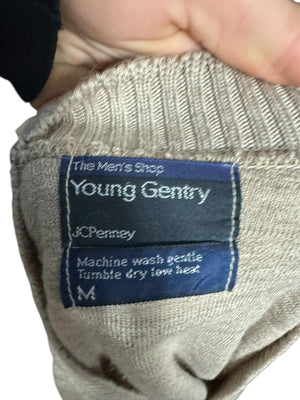 The Men's Shop
Young Gentry
JCPenney
Machine wash gentle
Tumble dry low heat
M